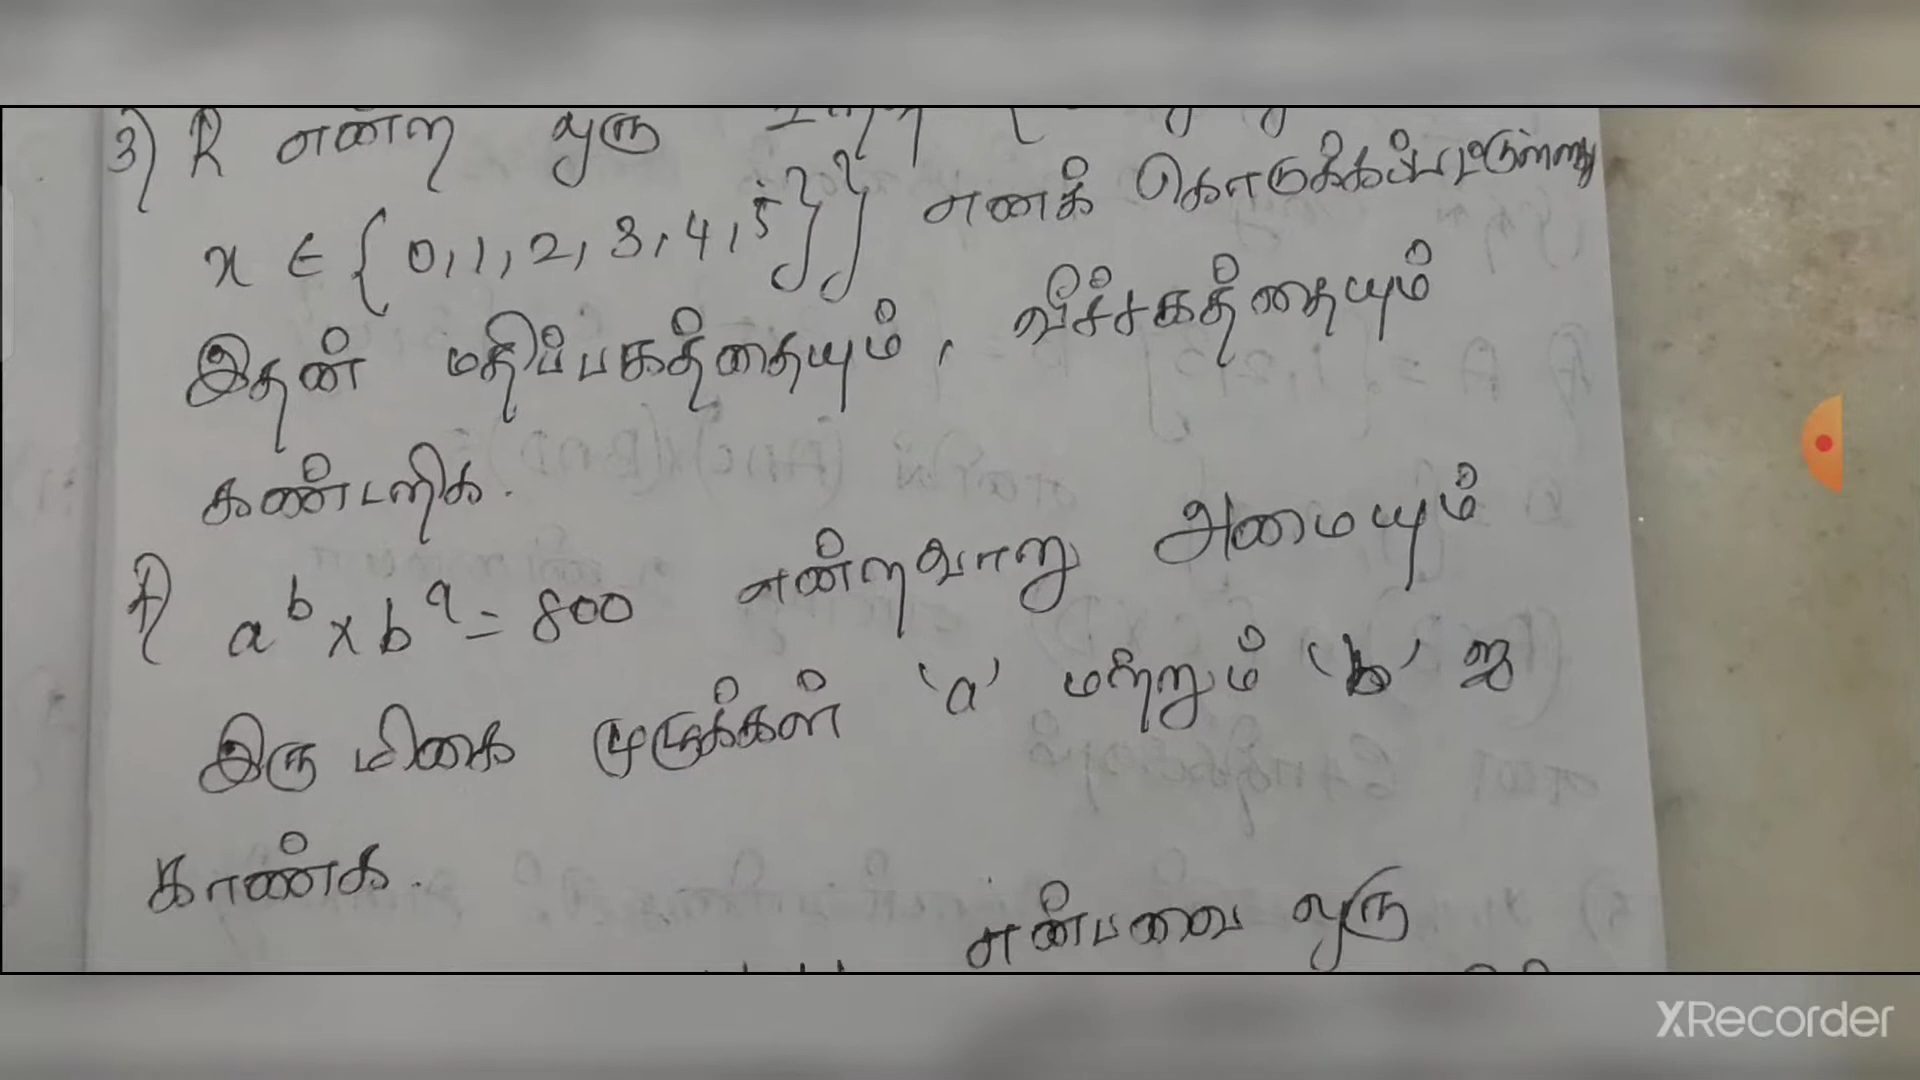 3) R என்ற ஒரு
x ∈ {0,1,2,3,4,5}} எனக் கொடுக்கப்பட்டுள்ளது
இதன் மதிப்பகத்தையும், வீச்சகத்தையும்
கண்டறிக.
4) a^b × b^a = 800 என்றவாறு அமையும்
இரு மிகை முழுக்கள் 'a' மற்றும் 'b' ஐ
காண்க.
என்பவை ஒரு
XRecorder